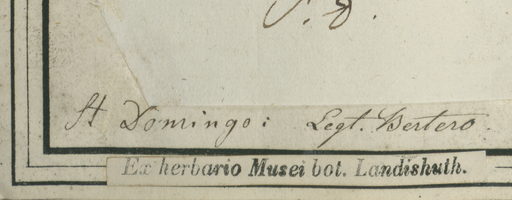 St Domingo: Legt. Bertero.
Ex herbario Musei bot. Landishuth.